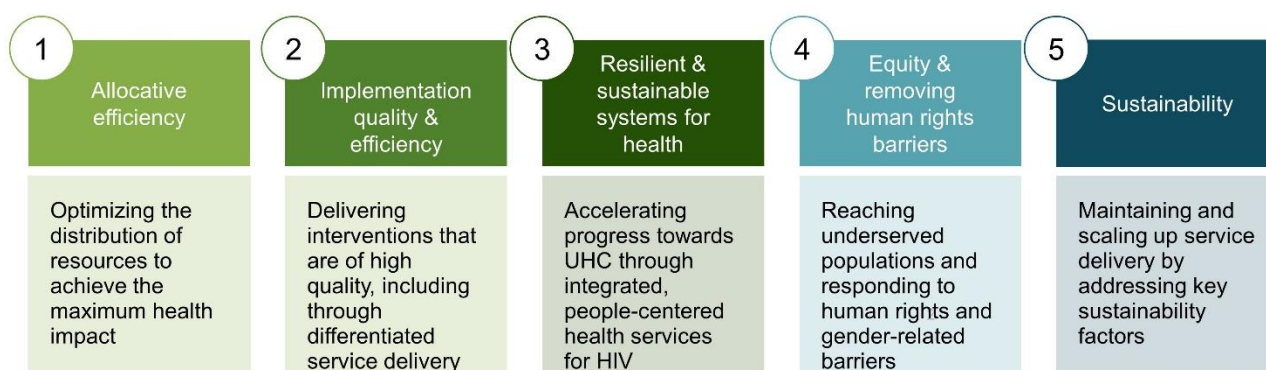 1
Allocative
efficiency
Optimizing the
distribution of
resources to
achieve the
maximum health
impact
2
Implementation
quality &
efficiency
Delivering
interventions that
are of high
quality, including
through
differentiated
service delivery
3
Resilient &
sustainable
systems for
health
Accelerating
progress towards
UHC through
integrated,
people-centered
health services
for HIV
4
Equity &
removing
human rights
barriers
Reaching
underserved
populations and
responding to
human rights and
gender-related
barriers
5
Sustainability
Maintaining and
scaling up service
delivery by
addressing key
sustainability
factors